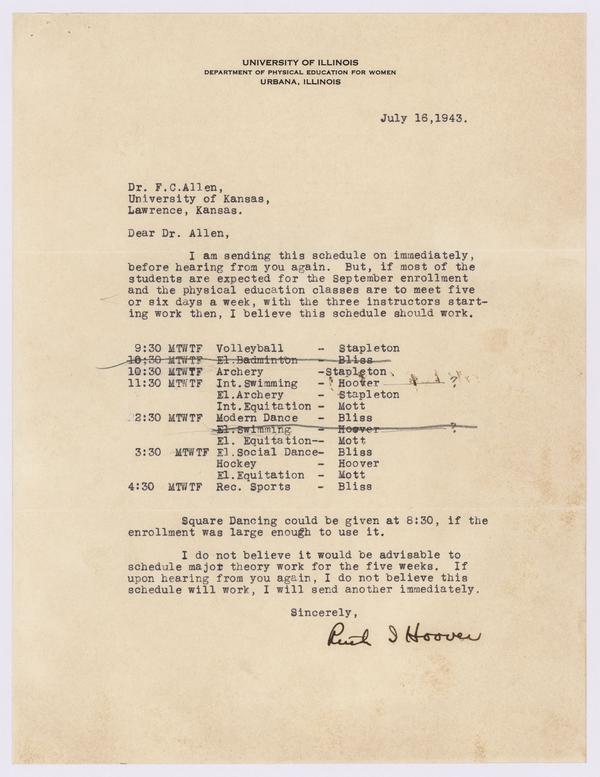 UNIVERSITY OF ILLINOIS
DEPARTMENT OF PHYSICAL EDUCATION FOR WOMEN
URBANA, ILLINOIS
July 16,1943.
Dr. F.C.Allen,
University of Kansas,
Lawrence, Kansas.
Dear Dr. Allen,
I am sending this schedule on immediately,
before hearing from you again. But, if most of the
students are expected for the September enrollment
and the physical education classes are to meet five
or six days a week, with the three instructors start-
ing work then, I believe this schedule should work.
9:30 MTWTF Volleyball - Stapleton
10:30 MTWTF El.Badminton - Bliss
10:30 MTWTF Archery -Stapleton
11:30 MTWTF Int.Swimming - Hoover ?
El.Archery - Stapleton
Int.Equitation - Mott
2:30 MTWTF Modern Dance - Bliss
El.Swimming - Hoover ?
El. Equitation-- Mott
3:30 MTWTF El.Social Dance- Bliss
Hockey - Hoover
El.Equitation - Mott
4:30 MTWTF Rec. Sports - Bliss
Square Dancing could be given at 8:30, if the
enrollment was large enough to use it.
I do not believe it would be advisable to
schedule major theory work for the five weeks. If
upon hearing from you again, I do not believe this
schedule will work, I will send another immediately.
Sincerely,
Ruth I Hoover